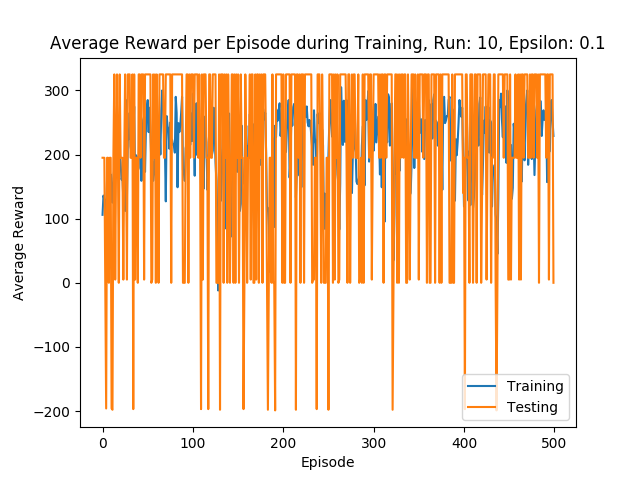 Average Reward per Episode during Training, Run: 10, Epsilon: 0.1
300
200
100
0
−100
−200
Average Reward
0 100 200 300 400 500
Episode
Training
Testing